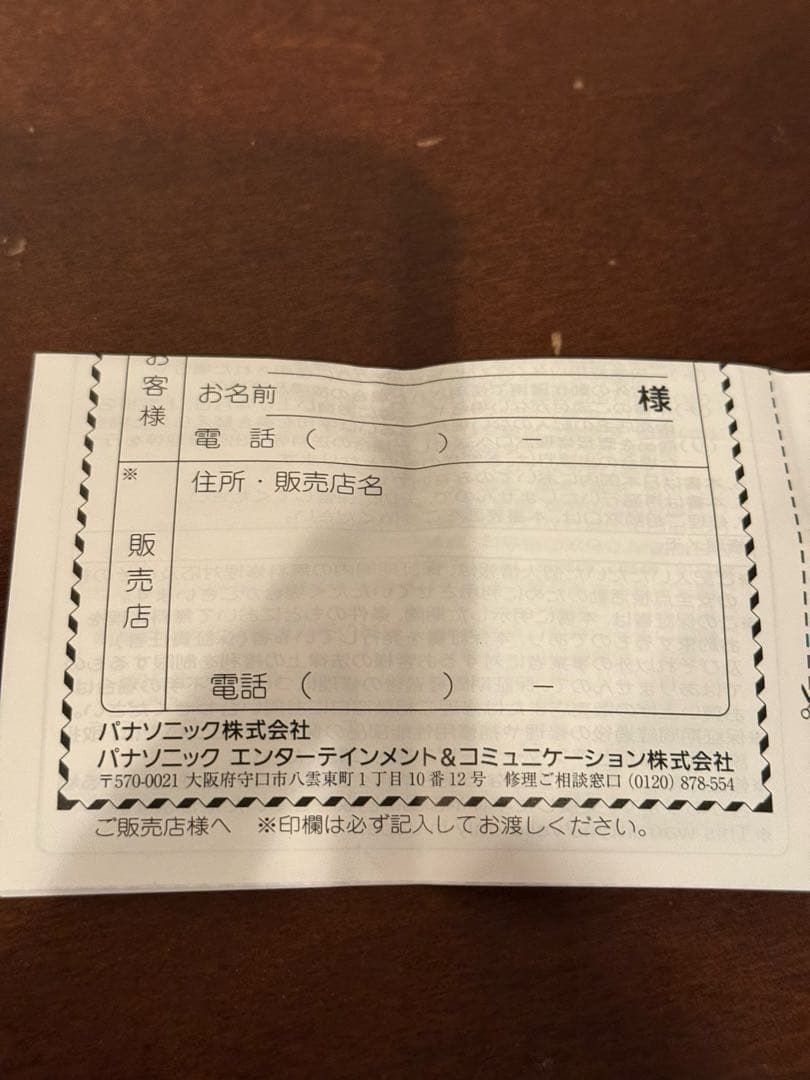 お客様
お名前 様
電話 ( ) −
※
販売店
住所・販売店名
電話 ( ) −
パナソニック株式会社
パナソニック エンターテインメント&コミュニケーション株式会社
〒570-0021 大阪府守口市八雲東町1丁目10番12号 修理ご相談窓口 (0120) 878-554
ご販売店様へ ※印欄は必ず記入してお渡しください。